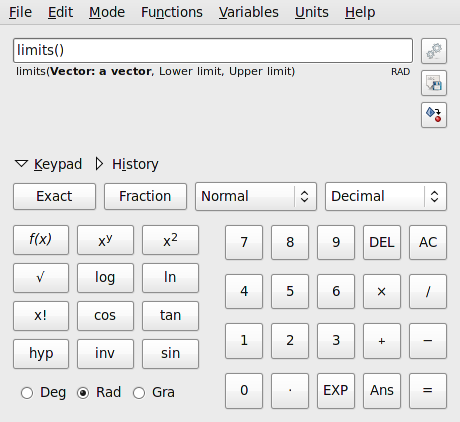 File Edit Mode Functions Variables Units Help
limits()
limits(Vector: a vector, Lower limit, Upper limit) RAD
Keypad History
Exact Fraction Normal Decimal
f(x) xʸ x² 7 8 9 DEL AC
√ log ln 4 5 6 × /
x! cos tan 1 2 3 + −
hyp inv sin 0 · EXP Ans =
Deg Rad Gra